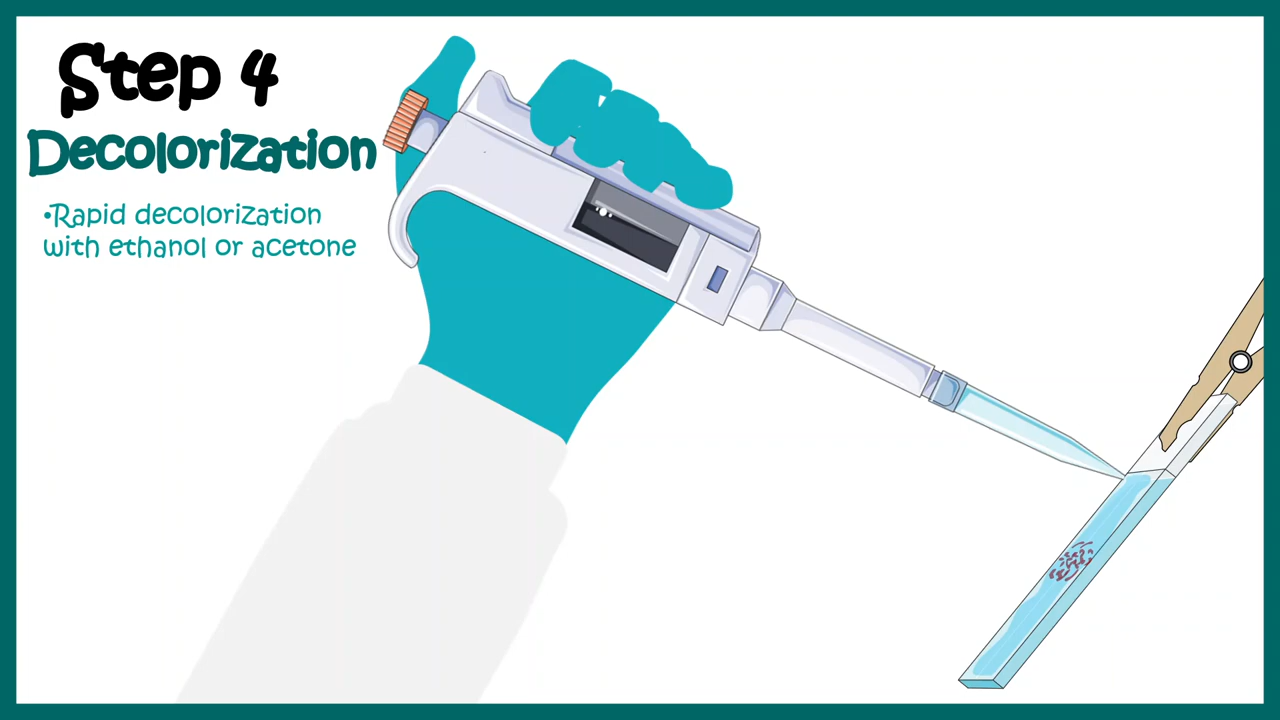 Step 4
Decolorization
•Rapid decolorization
with ethanol or acetone